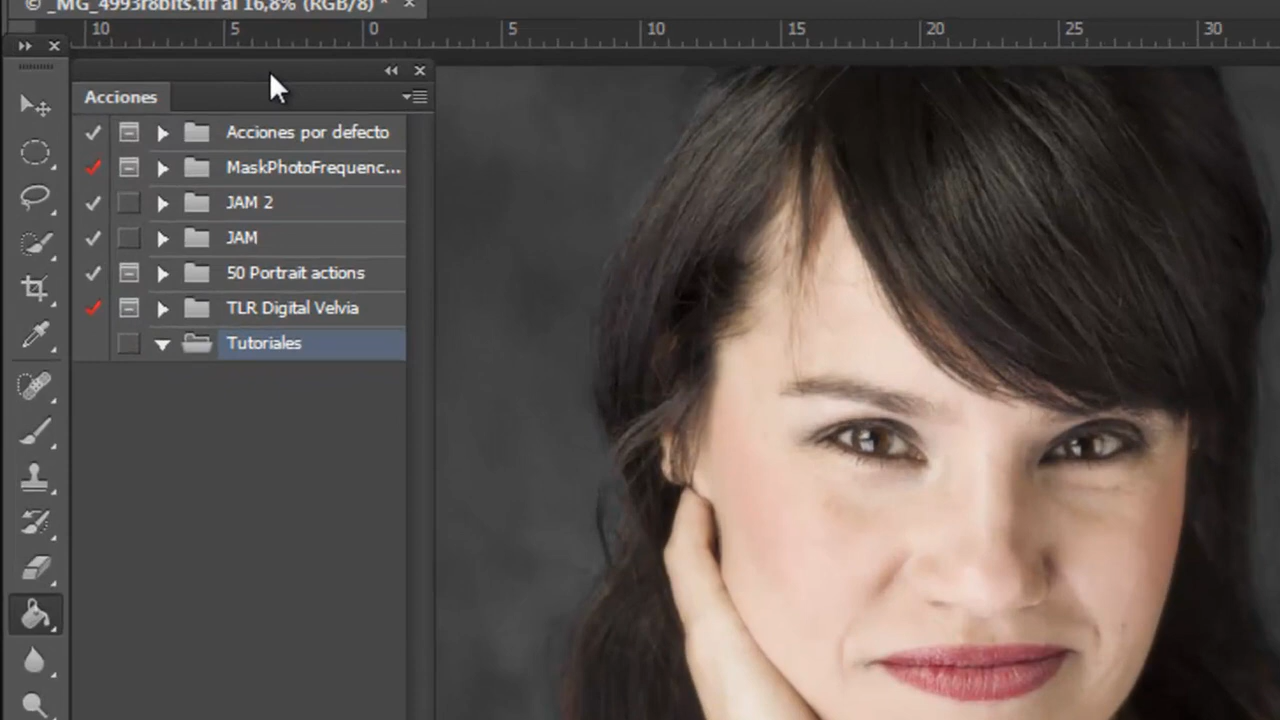 © _MG_4993r8bits.tif al 16,8% (RGB/8) * ×
10 5 0 5 10 15 20 25 30
Acciones
Acciones por defecto
MaskPhotoFrequenc...
JAM 2
JAM
50 Portrait actions
TLR Digital Velvia
Tutoriales